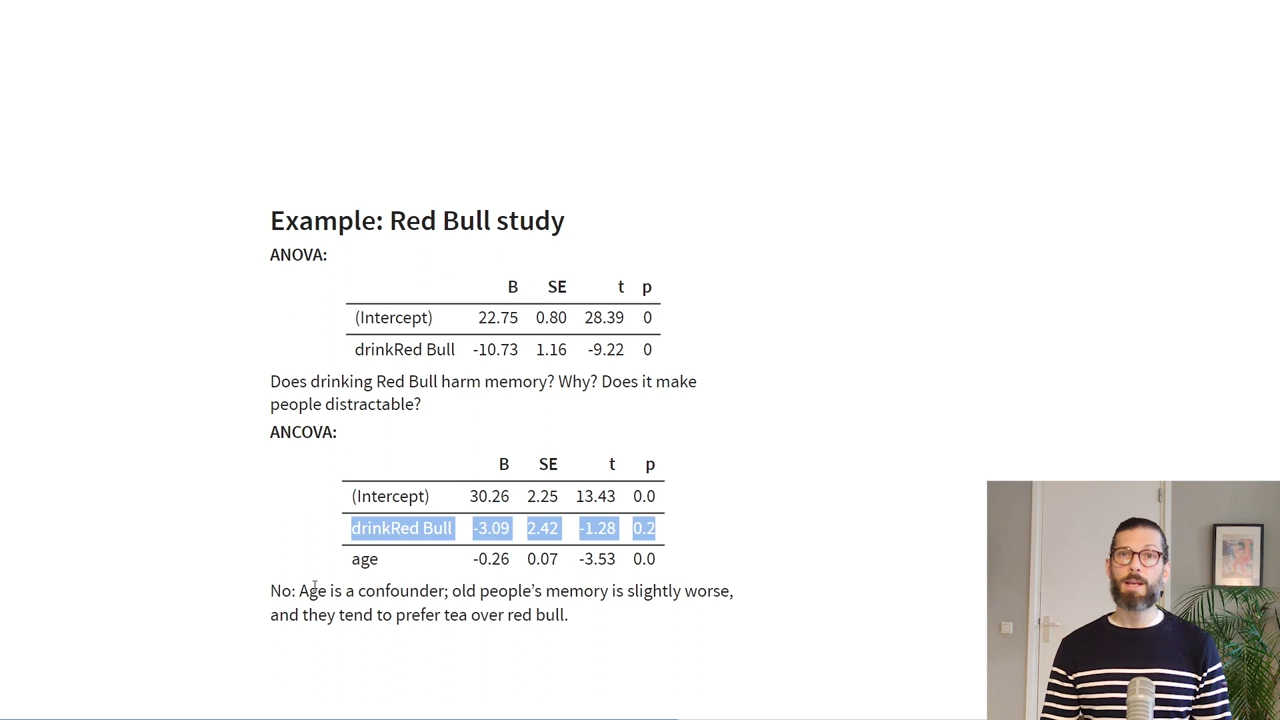 Example: Red Bull study
ANOVA:
B SE t p
(Intercept) 22.75 0.80 28.39 0
drinkRed Bull -10.73 1.16 -9.22 0
Does drinking Red Bull harm memory? Why? Does it make
people distractable?
ANCOVA:
B SE t p
(Intercept) 30.26 2.25 13.43 0.0
drinkRed Bull -3.09 2.42 -1.28 0.2
age -0.26 0.07 -3.53 0.0
No: Age is a confounder; old people's memory is slightly worse,
and they tend to prefer tea over red bull.